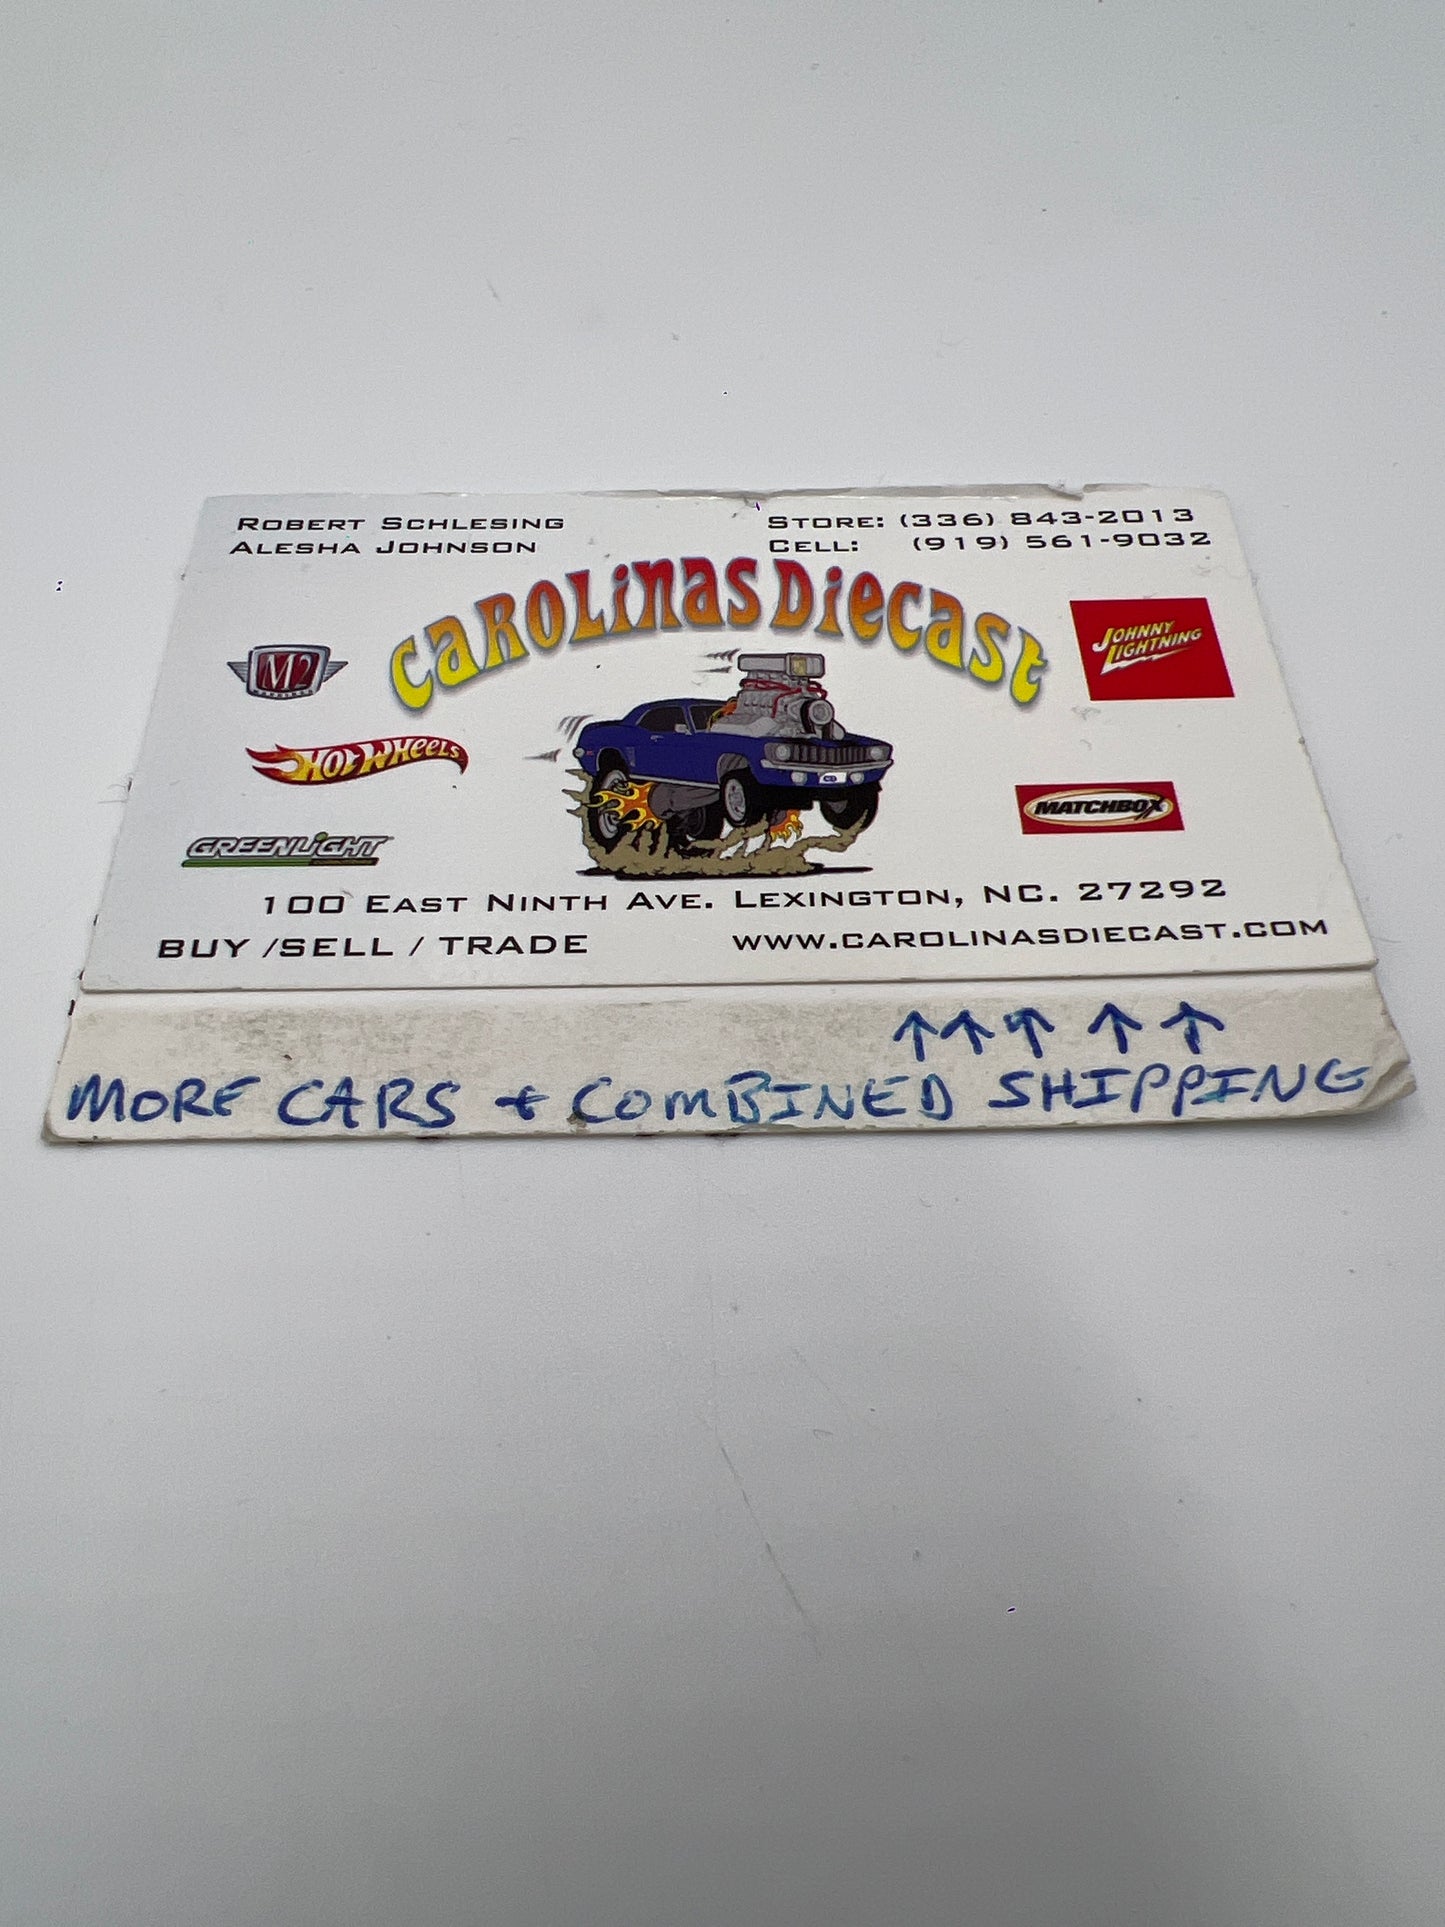 ROBERT SCHLESING
ALESHA JOHNSON
STORE: (336) 843-2013
CELL: (919) 561-9032
CAROLINAS DIECAST
M2
JOHNNY LIGHTNING
HOT WHEELS
MATCHBOX
GREENLIGHT
100 EAST NINTH AVE. LEXINGTON, NC. 27292
BUY /SELL / TRADE
WWW.CAROLINASDIECAST.COM
↑ ↑ ↑ ↑ ↑
MORE CARS + COMBINED SHIPPING